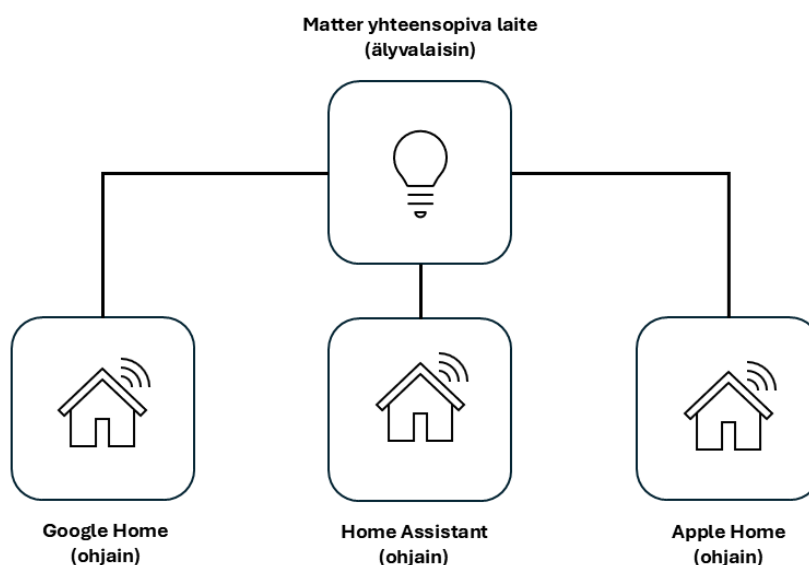 Matter yhteensopiva laite
(älyvalaisin)
Google Home
(ohjain)
Home Assistant
(ohjain)
Apple Home
(ohjain)